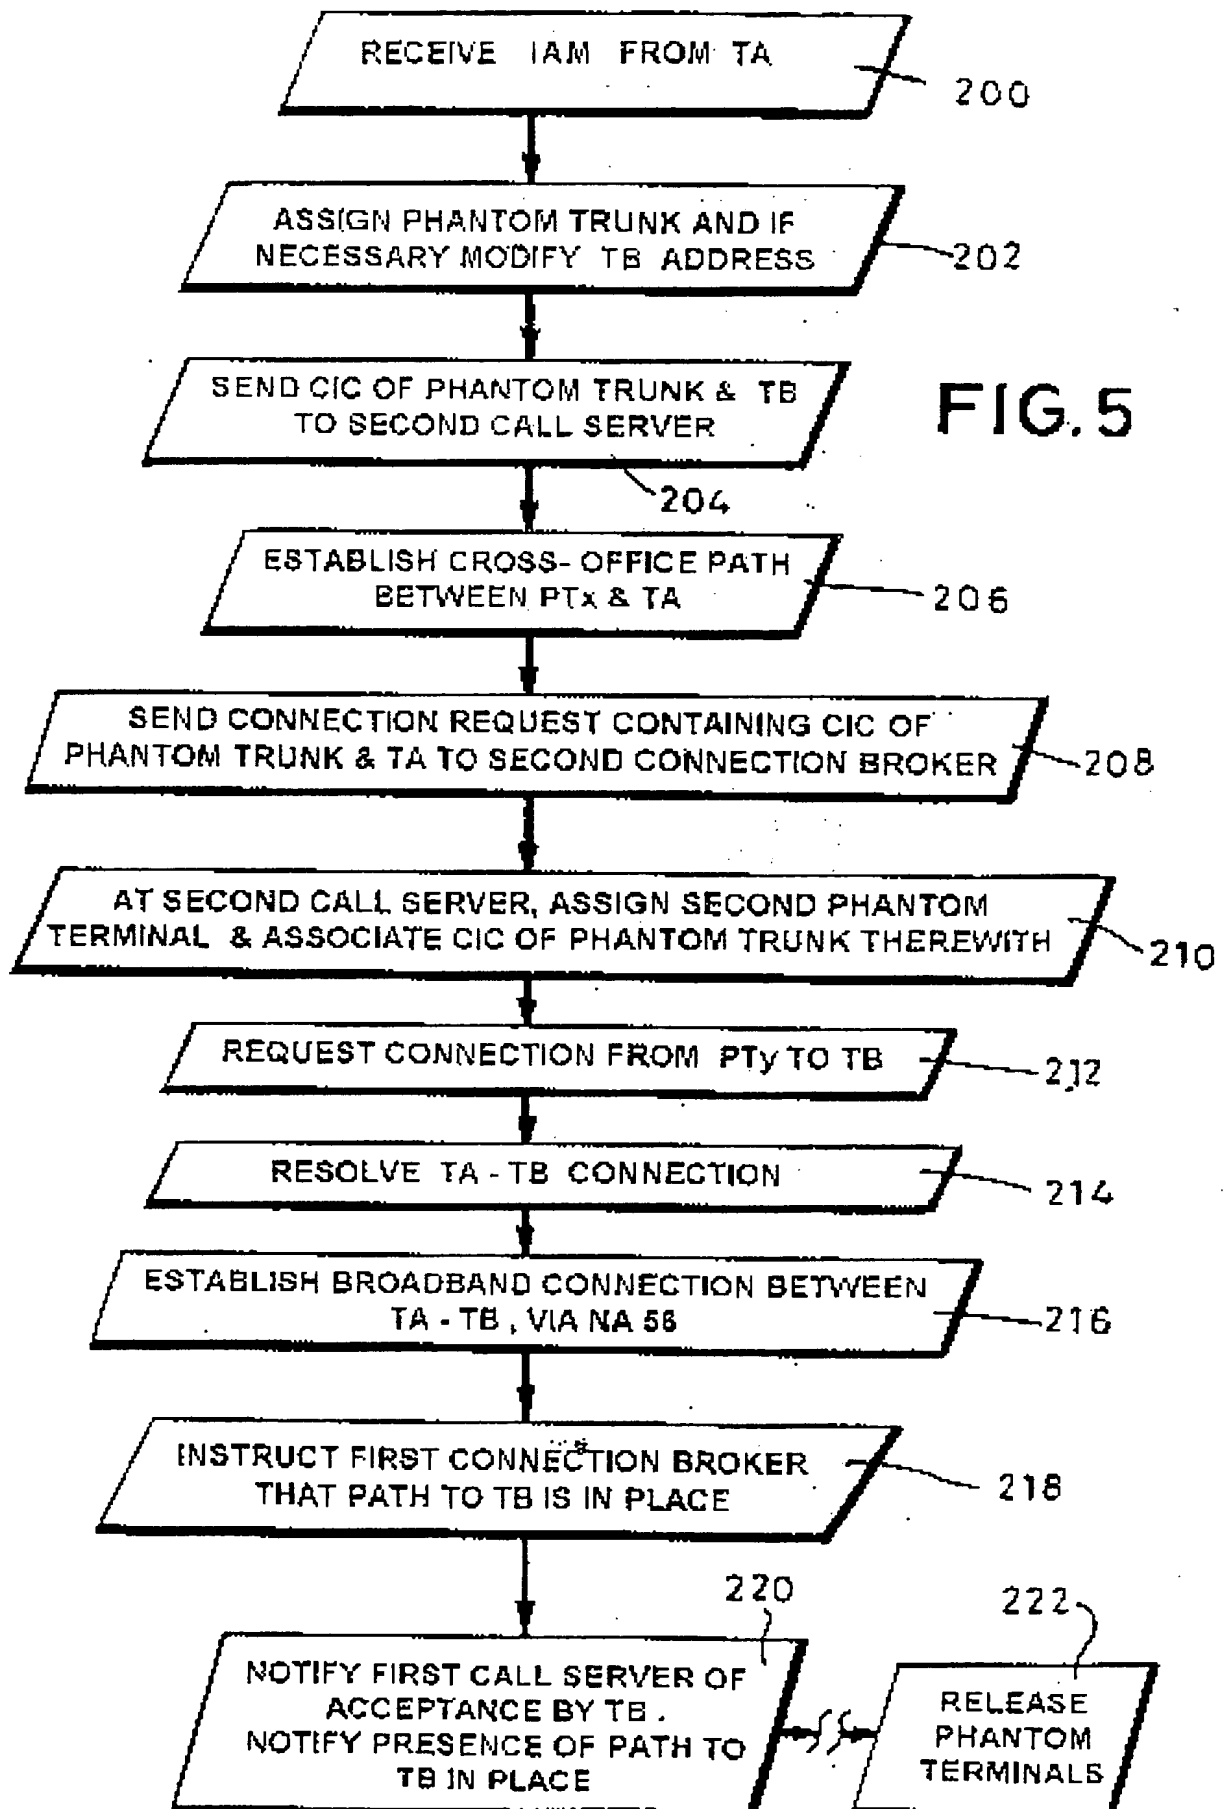 RECEIVE IAM FROM TA
200
ASSIGN PHANTOM TRUNK AND IF
NECESSARY MODIFY TB ADDRESS
202
SEND CIC OF PHANTOM TRUNK & TB
TO SECOND CALL SERVER
204
FIG. 5
ESTABLISH CROSS-OFFICE PATH
BETWEEN PTx & TA
206
SEND CONNECTION REQUEST CONTAINING CIC OF
PHANTOM TRUNK & TA TO SECOND CONNECTION BROKER
208
AT SECOND CALL SERVER, ASSIGN SECOND PHANTOM
TERMINAL & ASSOCIATE CIC OF PHANTOM TRUNK THEREWITH
210
REQUEST CONNECTION FROM PTy TO TB
212
RESOLVE TA - TB CONNECTION
214
ESTABLISH BROADBAND CONNECTION BETWEEN
TA - TB , VIA NA 56
216
INSTRUCT FIRST CONNECTION BROKER
THAT PATH TO TB IS IN PLACE
218
220
NOTIFY FIRST CALL SERVER OF
ACCEPTANCE BY TB .
NOTIFY PRESENCE OF PATH TO
TB IN PLACE
222
RELEASE
PHANTOM
TERMINALS